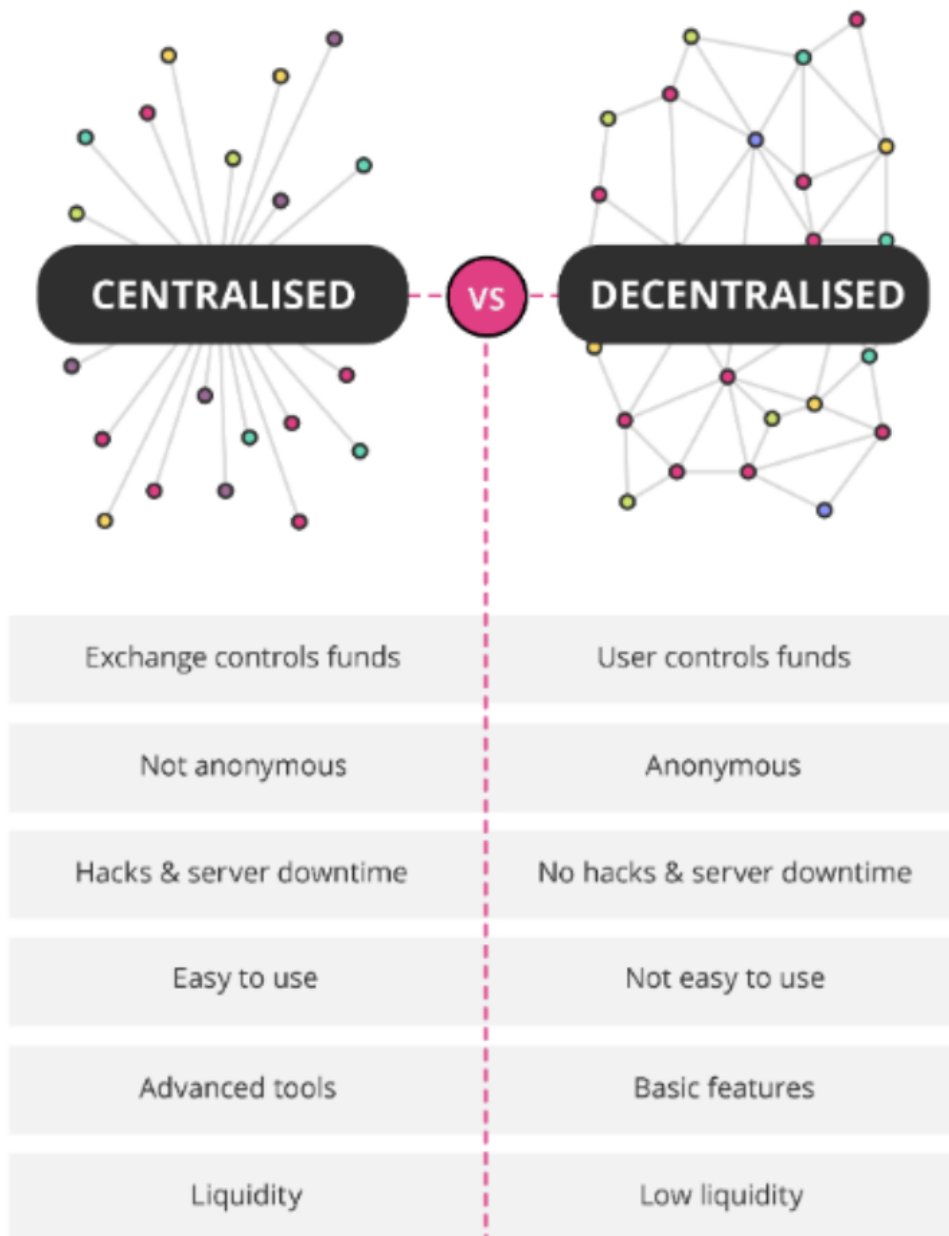 CENTRALISED
VS
DECENTRALISED
Exchange controls funds
User controls funds
Not anonymous
Anonymous
Hacks & server downtime
No hacks & server downtime
Easy to use
Not easy to use
Advanced tools
Basic features
Liquidity
Low liquidity